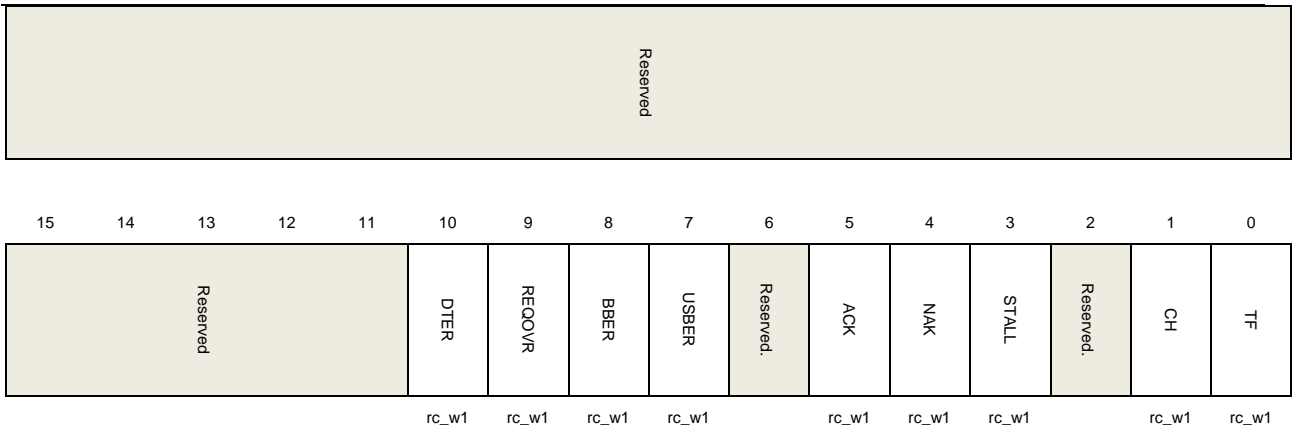 Reserved
15 14 13 12 11 10 9 8 7 6 5 4 3 2 1 0
Reserved DTER REQOVR BBER USBER Reserved. ACK NAK STALL Reserved. CH TF
rc_w1 rc_w1 rc_w1 rc_w1 rc_w1 rc_w1 rc_w1 rc_w1 rc_w1